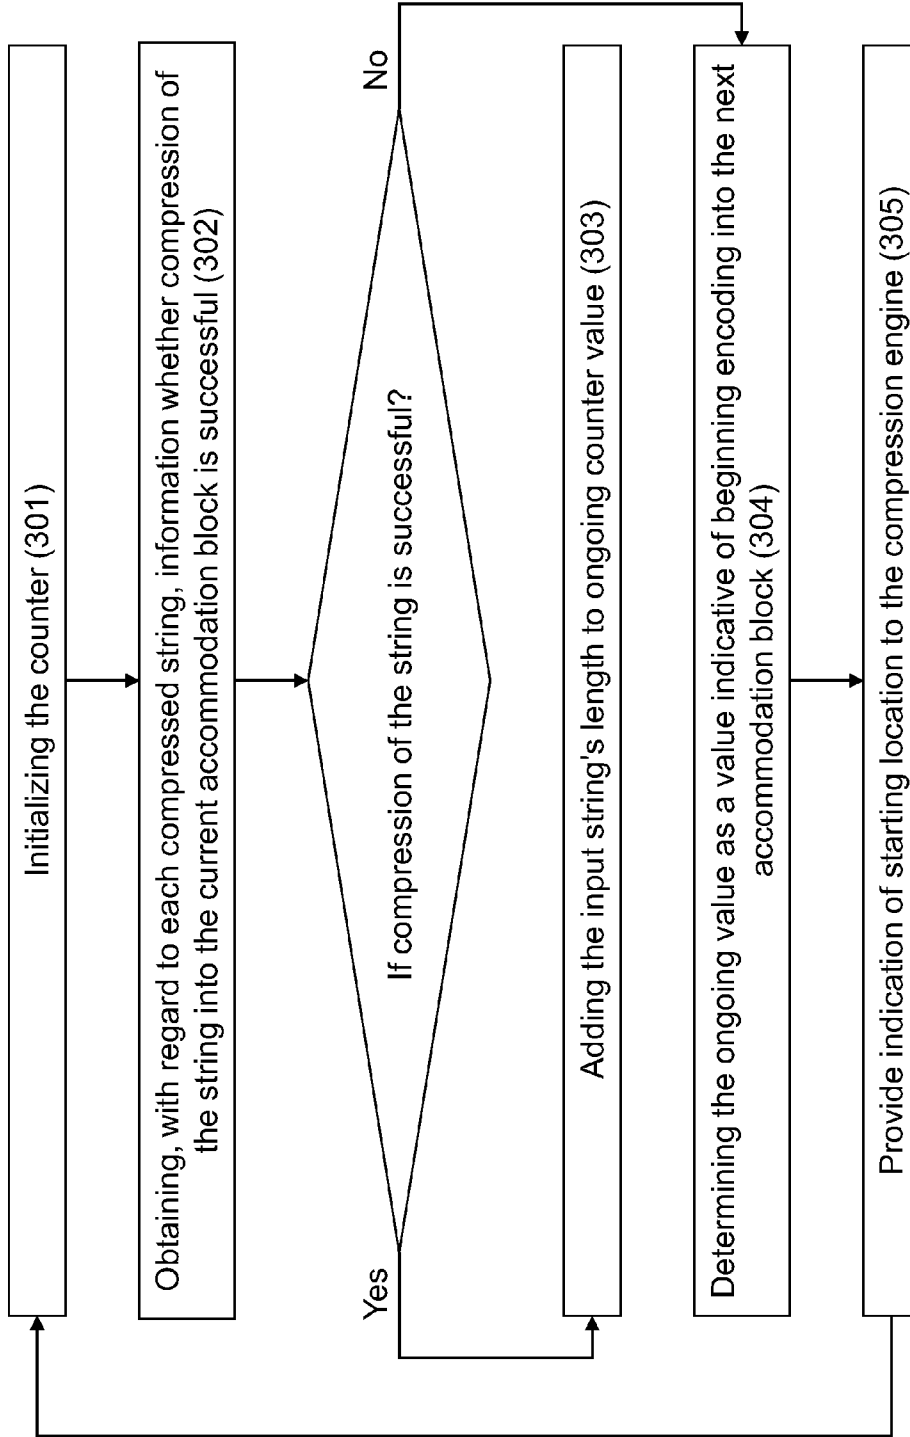 Initializing the counter (301)
Obtaining, with regard to each compressed string, information whether compression of
the string into the current accommodation block is successful (302)
If compression of the string is successful?
Yes
No
Adding the input string's length to ongoing counter value (303)
Determining the ongoing value as a value indicative of beginning encoding into the next
accommodation block (304)
Provide indication of starting location to the compression engine (305)